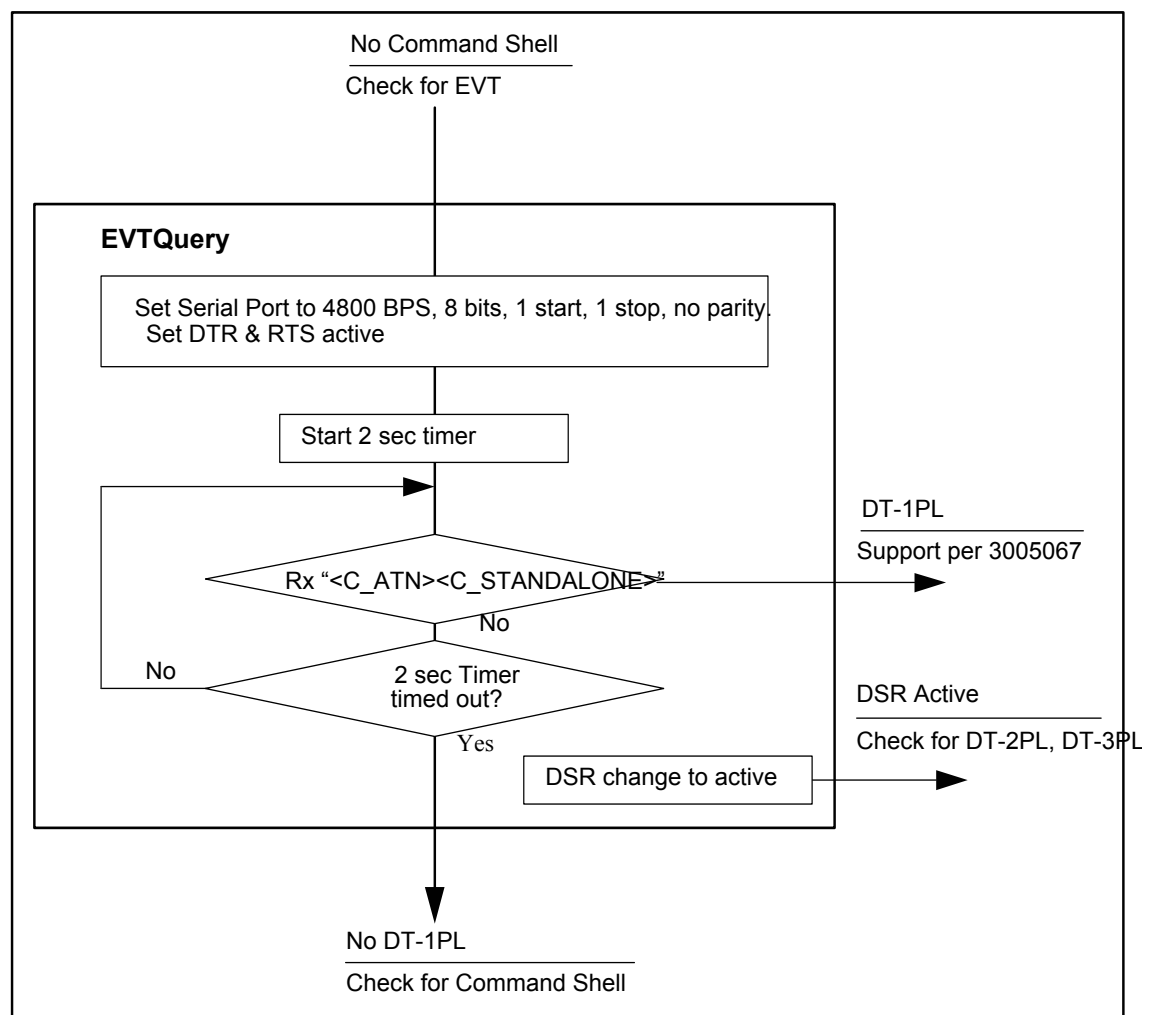 No Command Shell
Check for EVT
EVTQuery
Set Serial Port to 4800 BPS, 8 bits, 1 start, 1 stop, no parity.
Set DTR & RTS active
Start 2 sec timer
DT-1PL
Support per 3005067
Rx “<C_ATN><C_STANDALONE>”
No
No
2 sec Timer
timed out?
Yes
DSR Active
Check for DT-2PL, DT-3PL
DSR change to active
No DT-1PL
Check for Command Shell